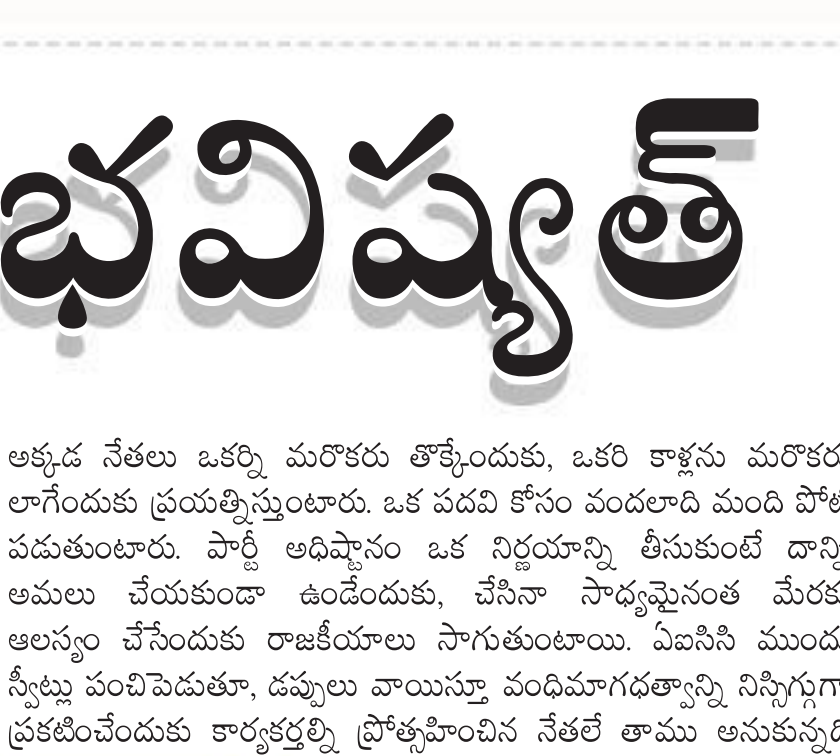 భవిష్యత్
అక్కడ నేతలు ఒకర్ని మరొకరు తొక్కేందుకు, ఒకరి కాళ్లను మరొకరు
లాగేందుకు ప్రయత్నిస్తుంటారు. ఒక పదవి కోసం వందలాది మంది పోటీ
పడుతుంటారు. పార్టీ అధిష్టానం ఒక నిర్ణయాన్ని తీసుకుంటే దాన్ని
అమలు చేయకుండా ఉండేందుకు, చేసినా సాధ్యమైనంత మేరకు
ఆలస్యం చేసేందుకు రాజకీయాలు సాగుతుంటాయి. ఏఐసిసి ముందు
స్వీట్లు పంచిపెడుతూ, డప్పులు వాయిస్తూ వంధిమాగధత్వాన్ని నిస్సిగ్గుగా
ప్రకటించేందుకు కార్యకర్తల్ని ప్రోత్సహించిన నేతలే తాము అనుకున్నది